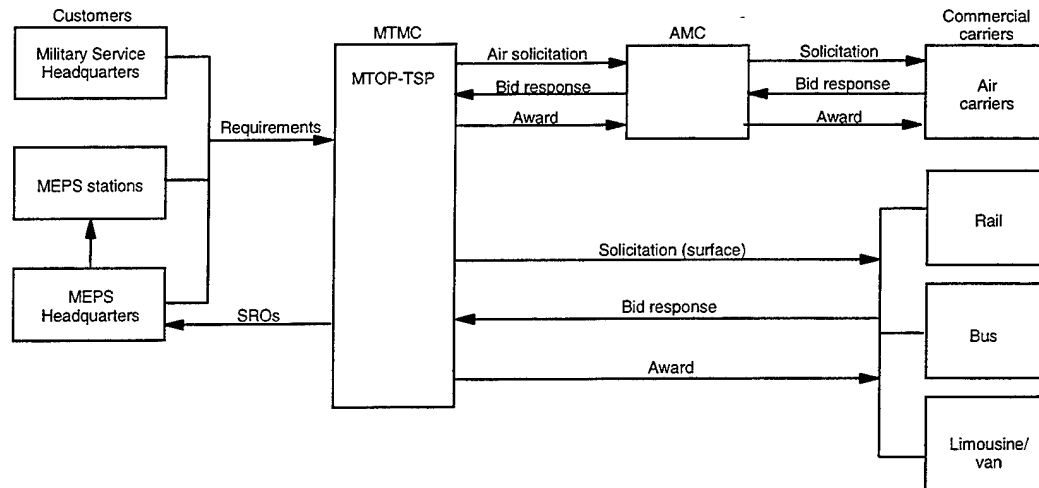 Customers
Military Service
Headquarters
MEPS stations
MEPS
Headquarters
Requirements
SROs
MTMC
MTOP-TSP
Air solicitation
Bid response
Award
AMC
Solicitation
Bid response
Award
Commercial
carriers
Air
carriers
Solicitation (surface)
Bid response
Award
Rail
Bus
Limousine/
van